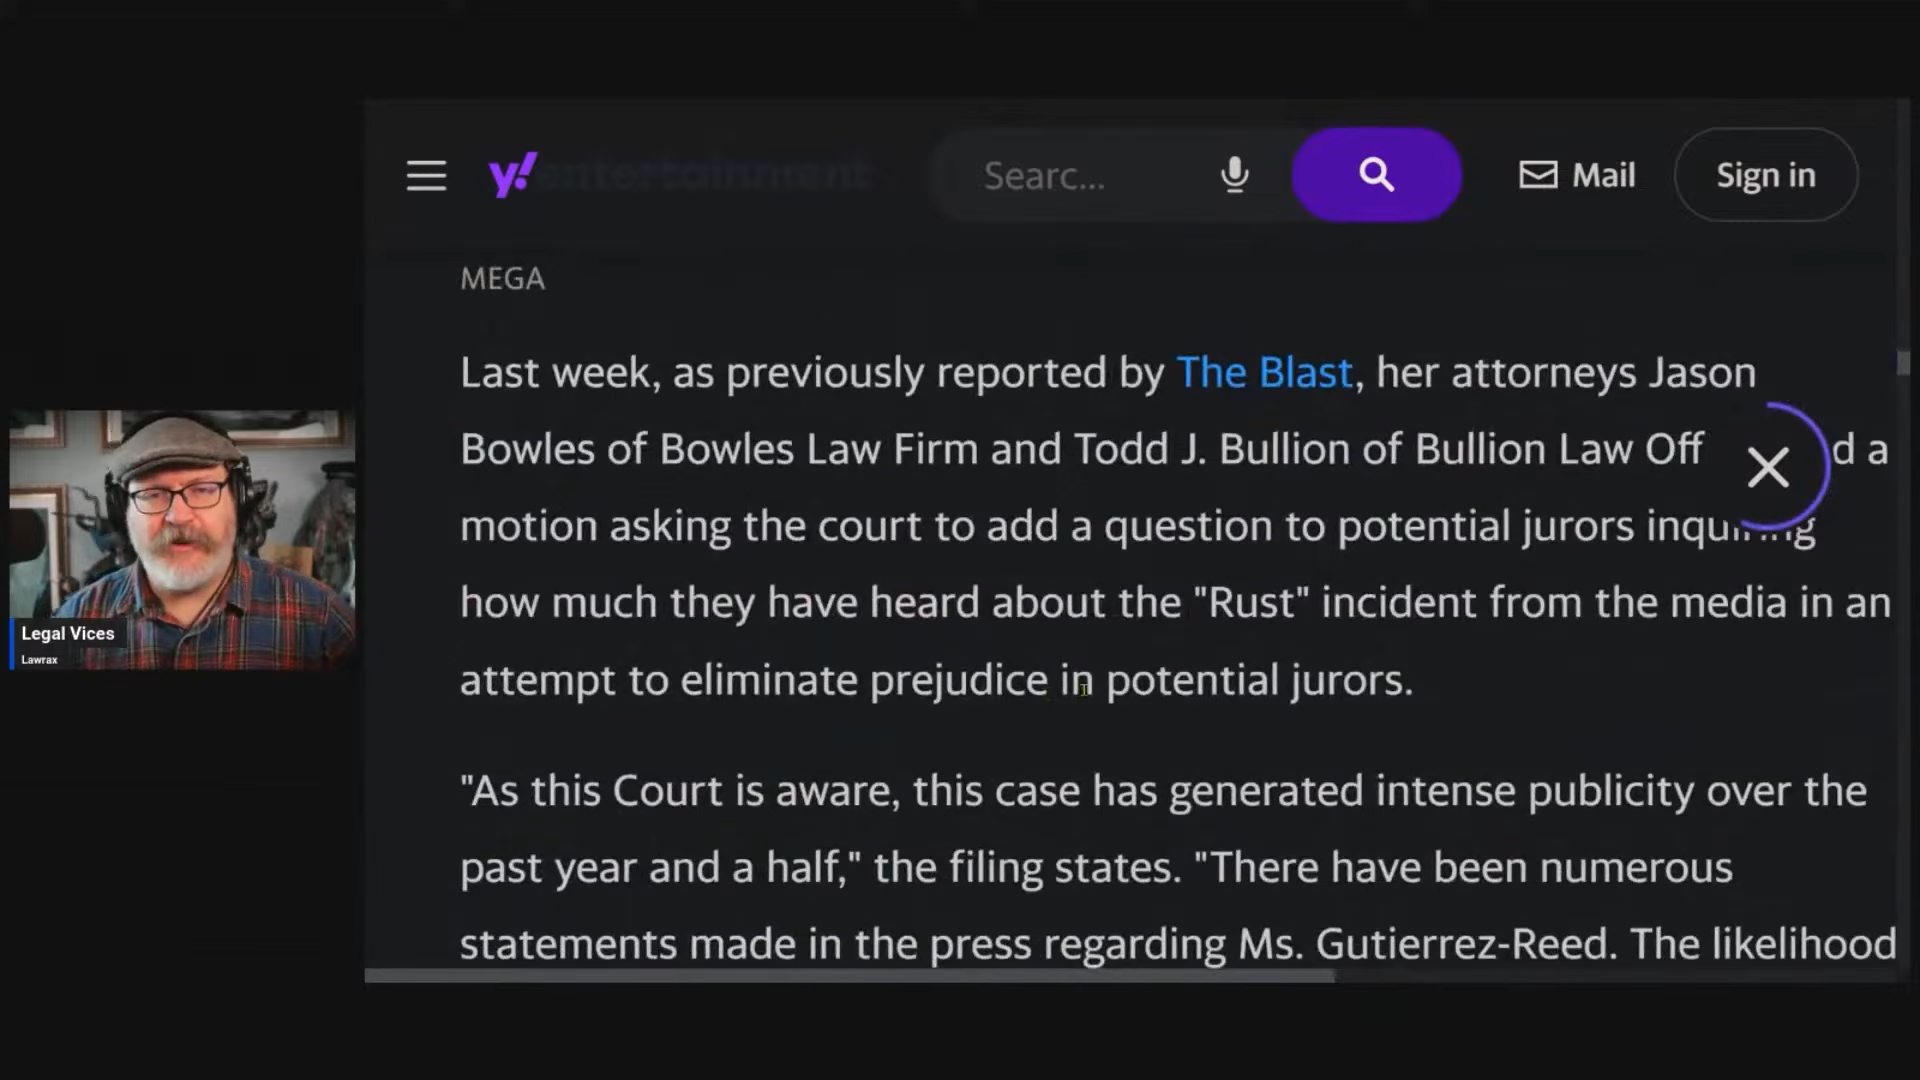 y!entertainment
Searc...
Mail
Sign in
MEGA
Last week, as previously reported by The Blast, her attorneys Jason
Bowles of Bowles Law Firm and Todd J. Bullion of Bullion Law Off d a
motion asking the court to add a question to potential jurors inquiring
how much they have heard about the "Rust" incident from the media in an
attempt to eliminate prejudice in potential jurors.
"As this Court is aware, this case has generated intense publicity over the
past year and a half," the filing states. "There have been numerous
statements made in the press regarding Ms. Gutierrez-Reed. The likelihood
Legal Vices
Lawrax